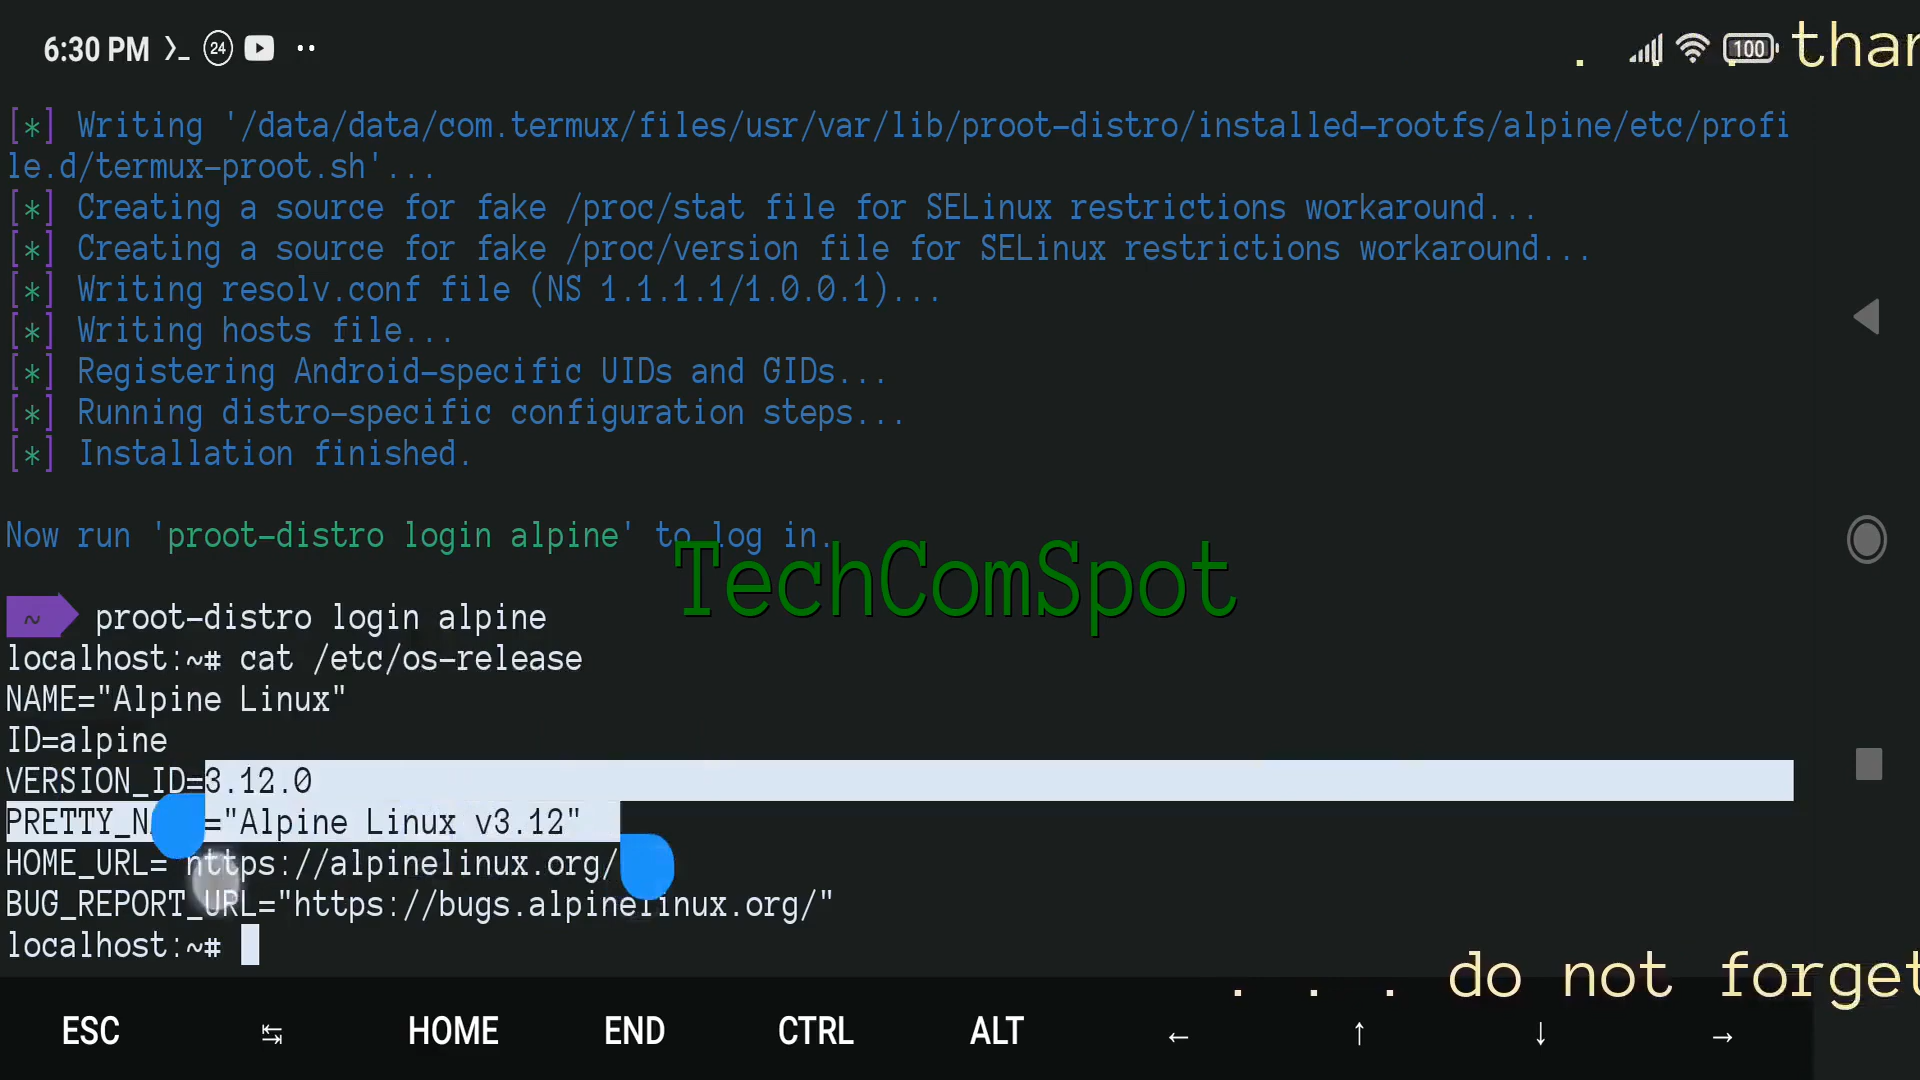 6:30 PM 24 100
. . . than
[*] Writing '/data/data/com.termux/files/usr/var/lib/proot-distro/installed-rootfs/alpine/etc/profi
le.d/termux-proot.sh'...
[*] Creating a source for fake /proc/stat file for SELinux restrictions workaround...
[*] Creating a source for fake /proc/version file for SELinux restrictions workaround...
[*] Writing resolv.conf file (NS 1.1.1.1/1.0.0.1)...
[*] Writing hosts file...
[*] Registering Android-specific UIDs and GIDs...
[*] Running distro-specific configuration steps...
[*] Installation finished.
Now run 'proot-distro login alpine' to log in.
TechComSpot
~ proot-distro login alpine
localhost:~# cat /etc/os-release
NAME="Alpine Linux"
ID=alpine
VERSION_ID=3.12.0
PRETTY_NA ="Alpine Linux v3.12"
HOME_URL= https://alpinelinux.org/
BUG_REPORT_URL="https://bugs.alpinelinux.org/"
localhost:~#
. . . do not forget
ESC ↹ HOME END CTRL ALT ← ↑ ↓ →